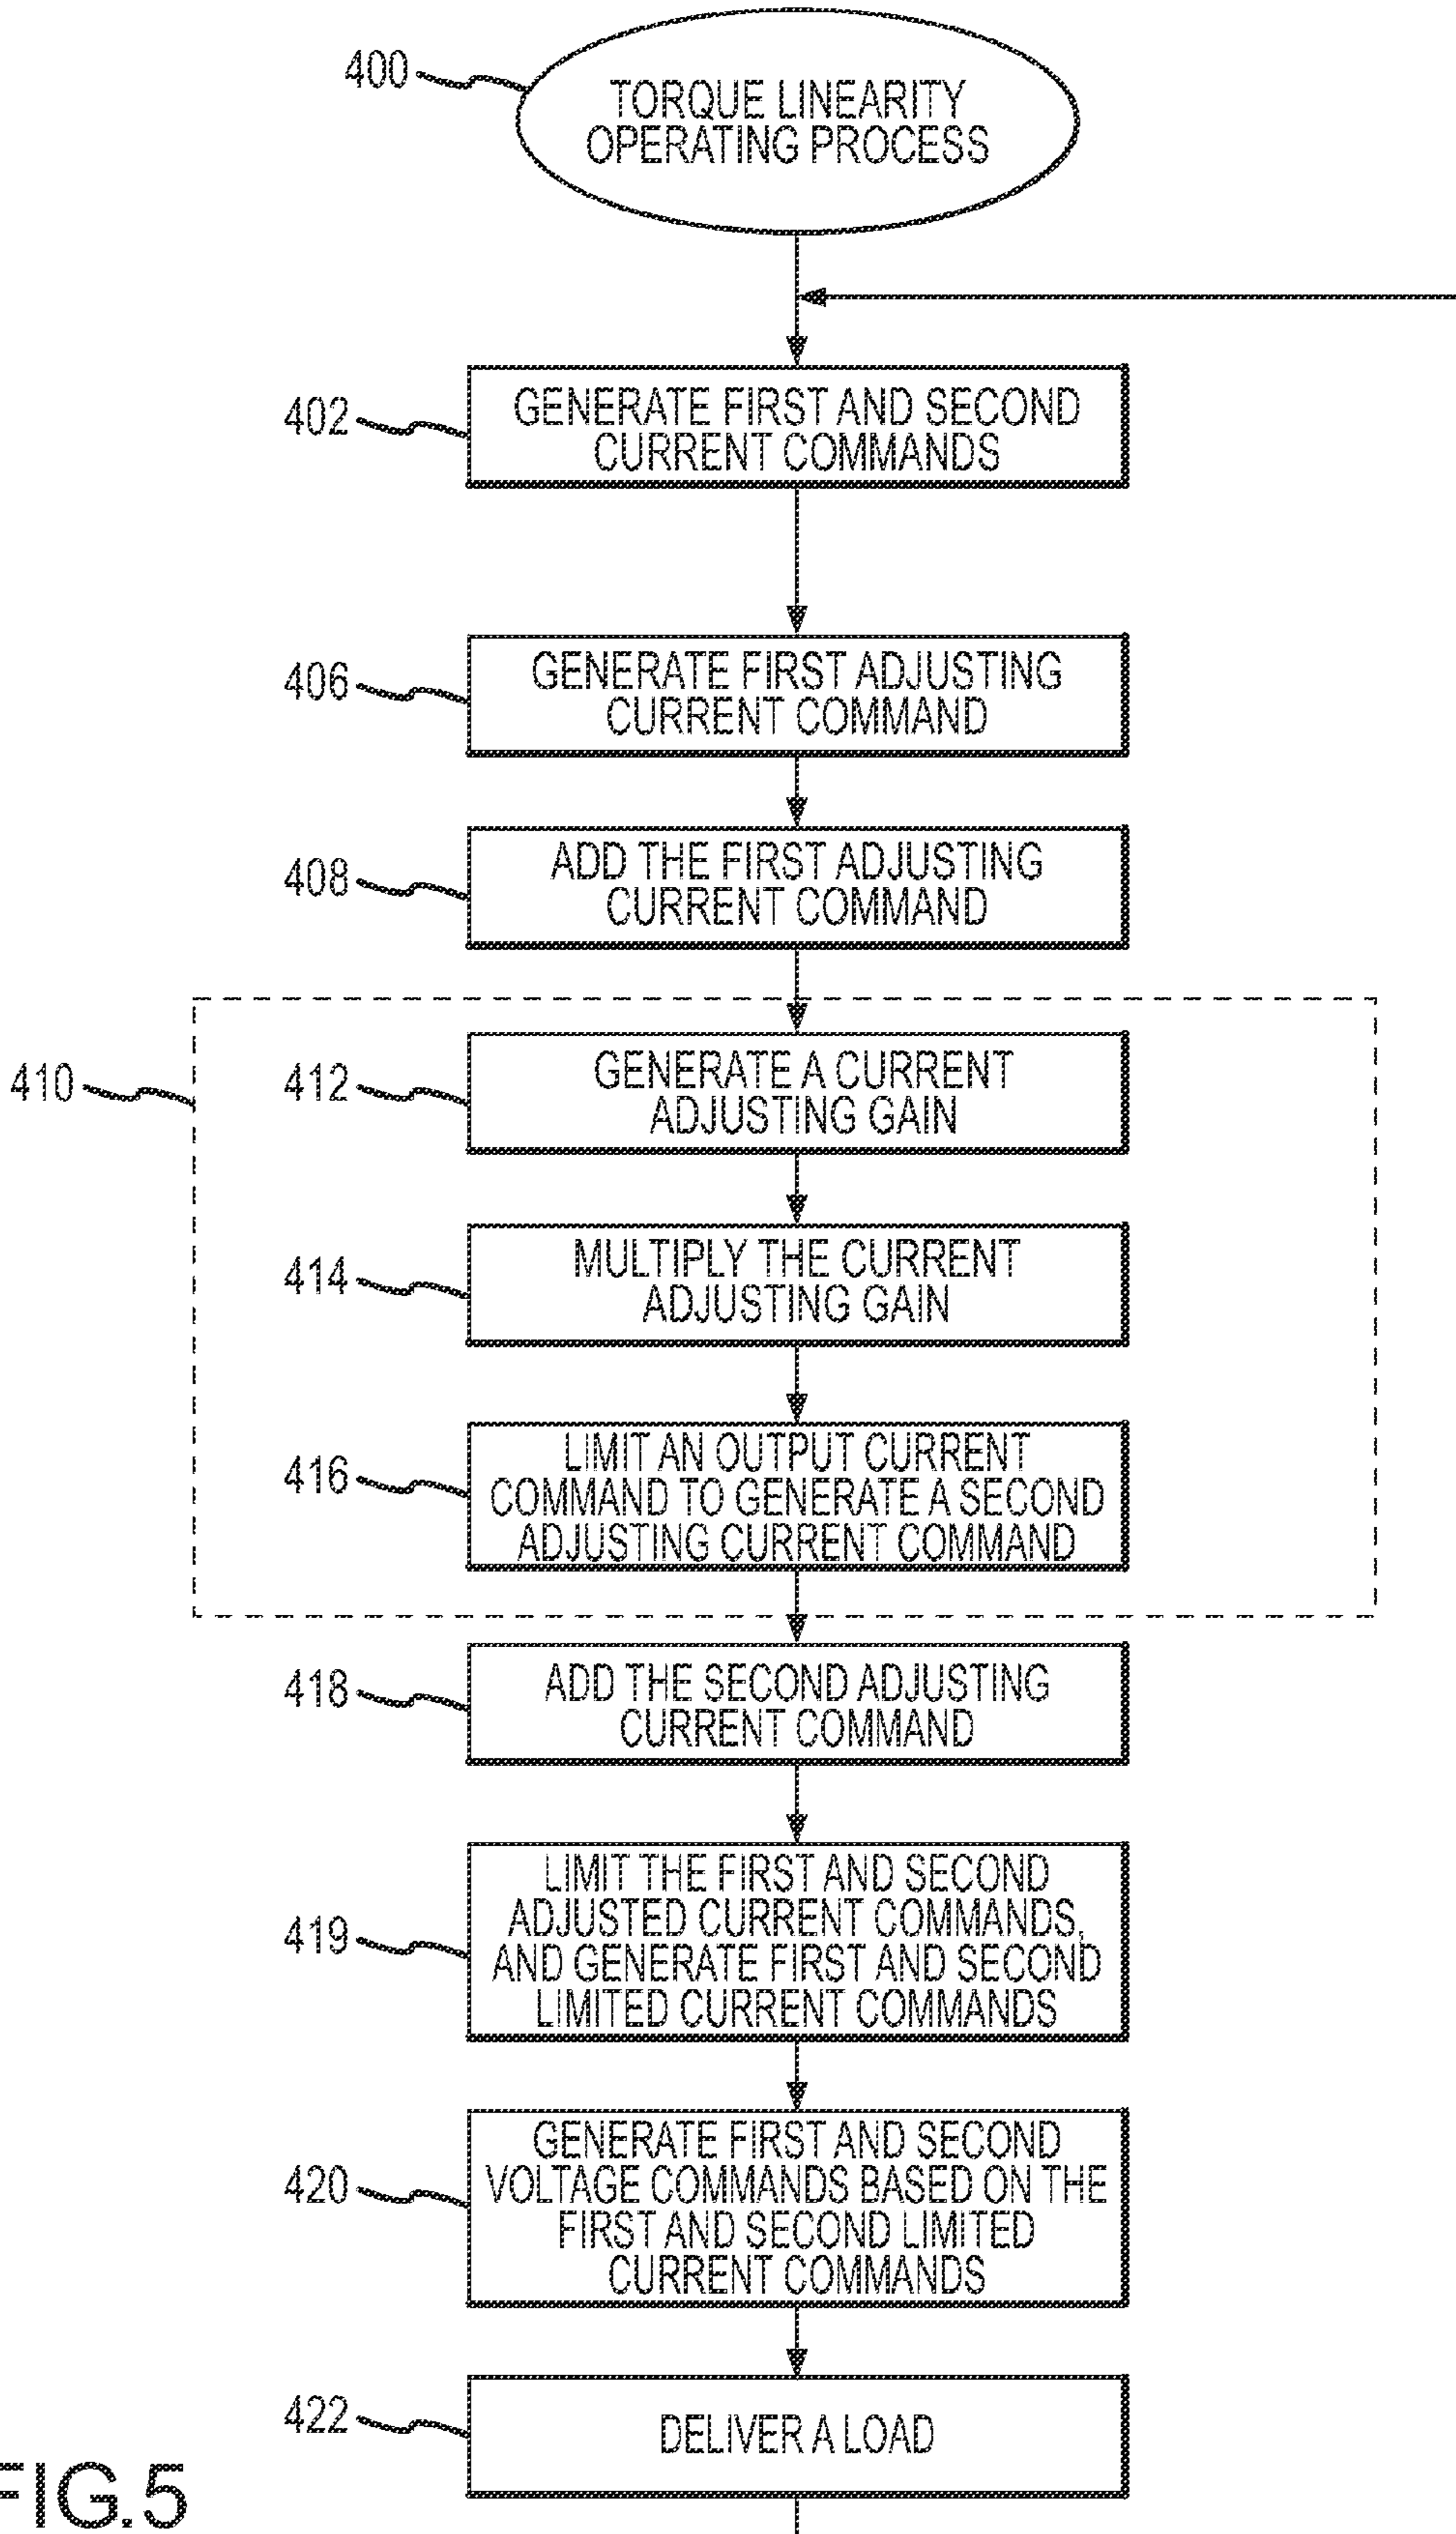 400
TORQUE LINEARITY
OPERATING PROCESS
402
GENERATE FIRST AND SECOND
CURRENT COMMANDS
406
GENERATE FIRST ADJUSTING
CURRENT COMMAND
408
ADD THE FIRST ADJUSTING
CURRENT COMMAND
410
412
GENERATE A CURRENT
ADJUSTING GAIN
414
MULTIPLY THE CURRENT
ADJUSTING GAIN
416
LIMIT AN OUTPUT CURRENT
COMMAND TO GENERATE A SECOND
ADJUSTING CURRENT COMMAND
418
ADD THE SECOND ADJUSTING
CURRENT COMMAND
419
LIMIT THE FIRST AND SECOND
ADJUSTED CURRENT COMMANDS,
AND GENERATE FIRST AND SECOND
LIMITED CURRENT COMMANDS
420
GENERATE FIRST AND SECOND
VOLTAGE COMMANDS BASED ON THE
FIRST AND SECOND LIMITED
CURRENT COMMANDS
422
DELIVER A LOAD
FIG.5